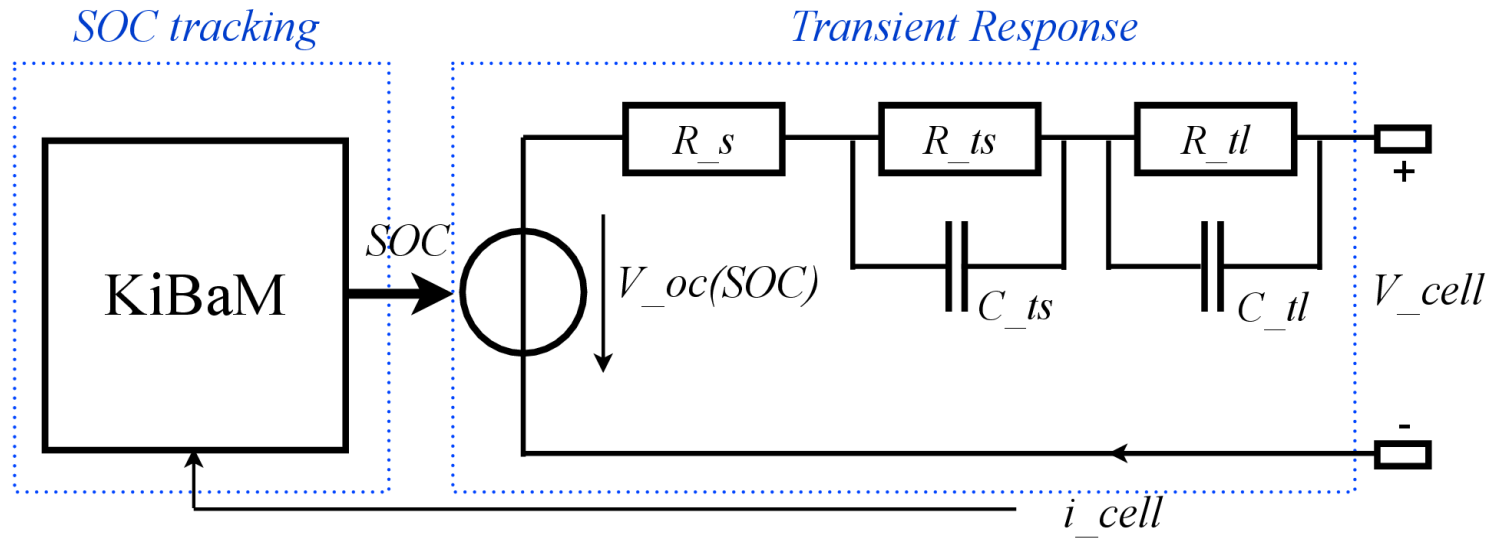 SOC tracking
Transient Response
R_s
R_ts
R_tl
+
SOC
KiBaM
V_oc(SOC)
C_ts
C_tl
V_cell
-
i_cell